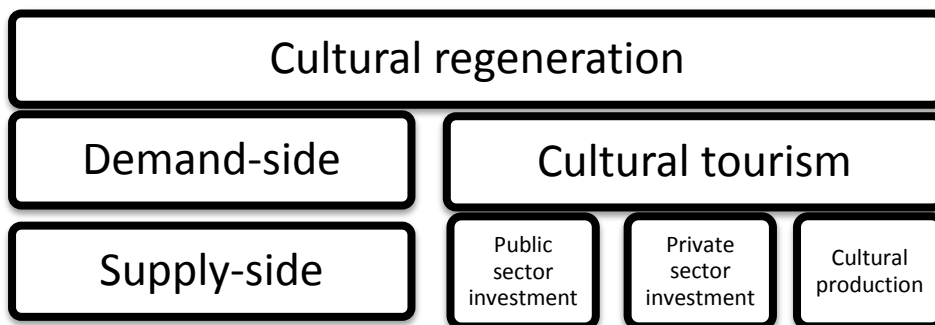 Cultural regeneration
Demand-side
Cultural tourism
Supply-side
Public
sector
investment
Private
sector
investment
Cultural
production